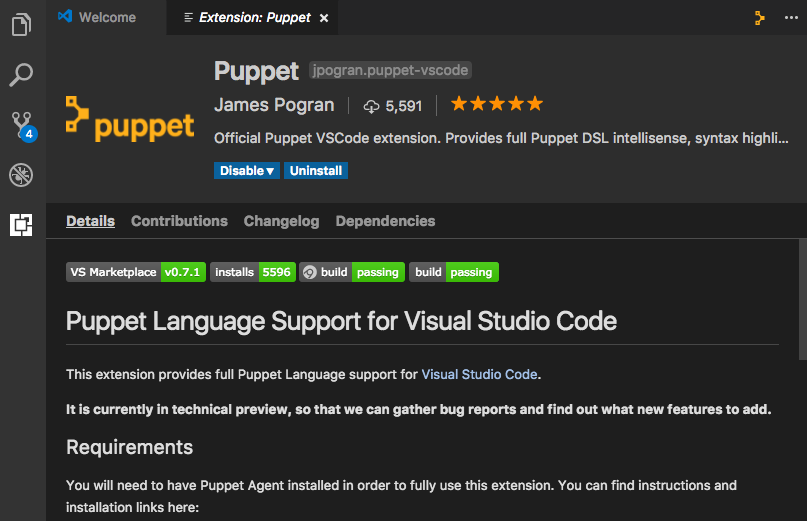 Welcome
Extension: Puppet
Puppet jpogran.puppet-vscode
James Pogran 5,591
puppet
Official Puppet VSCode extension. Provides full Puppet DSL intellisense, syntax highli...
Disable Uninstall
4
Details Contributions Changelog Dependencies
VS Marketplace v0.7.1 installs 5596 build passing build passing
Puppet Language Support for Visual Studio Code
This extension provides full Puppet Language support for Visual Studio Code.
It is currently in technical preview, so that we can gather bug reports and find out what new features to add.
Requirements
You will need to have Puppet Agent installed in order to fully use this extension. You can find instructions and
installation links here: